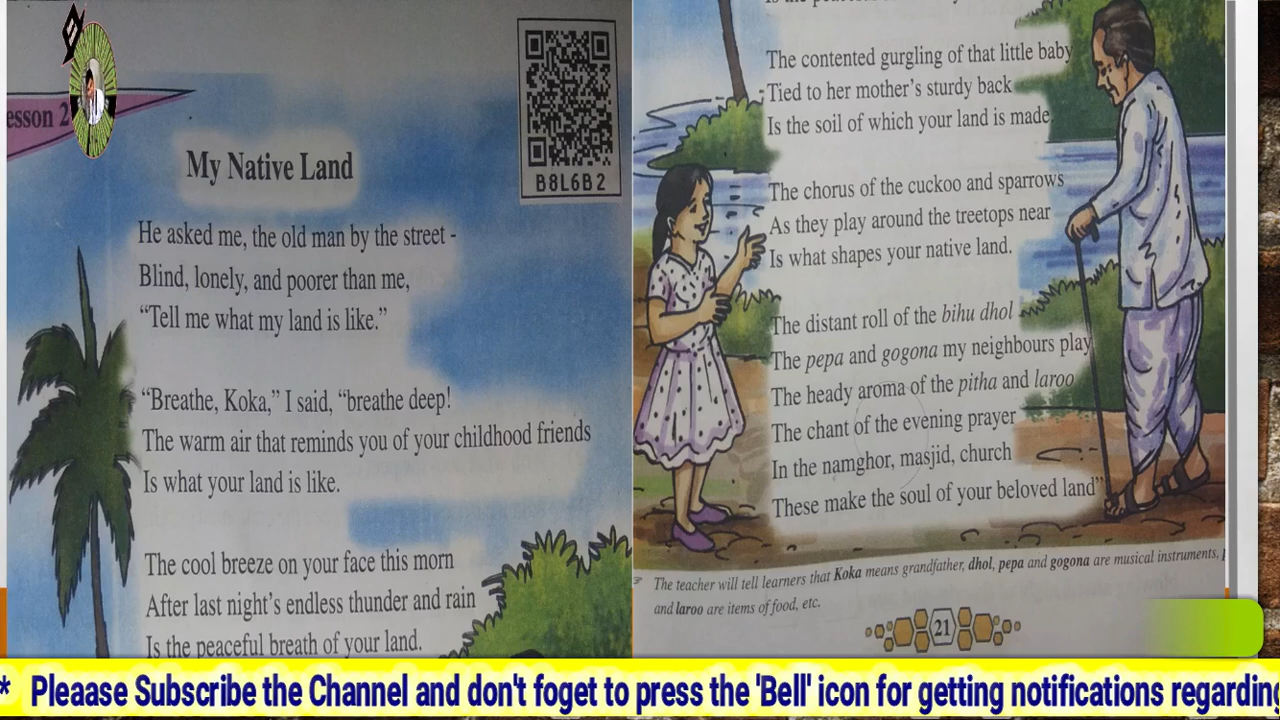 esson 2
B8L6B2
My Native Land
He asked me, the old man by the street -
Blind, lonely, and poorer than me,
“Tell me what my land is like.”
“Breathe, Koka,” I said, “breathe deep!
The warm air that reminds you of your childhood friends
Is what your land is like.
The cool breeze on your face this morn
After last night’s endless thunder and rain
Is the peaceful breath of your land.
The contented gurgling of that little baby
Tied to her mother’s sturdy back
Is the soil of which your land is made.
The chorus of the cuckoo and sparrows
As they play around the treetops near
Is what shapes your native land.
The distant roll of the bihu dhol
The pepa and gogona my neighbours play
The heady aroma of the pitha and laroo
The chant of the evening prayer
In the namghor, masjid, church
These make the soul of your beloved land”
The teacher will tell learners that Koka means grandfather, dhol, pepa and gogona are musical instruments,
and laroo are items of food, etc.
21
* Pleaase Subscribe the Channel and don't foget to press the 'Bell' icon for getting notifications regarding